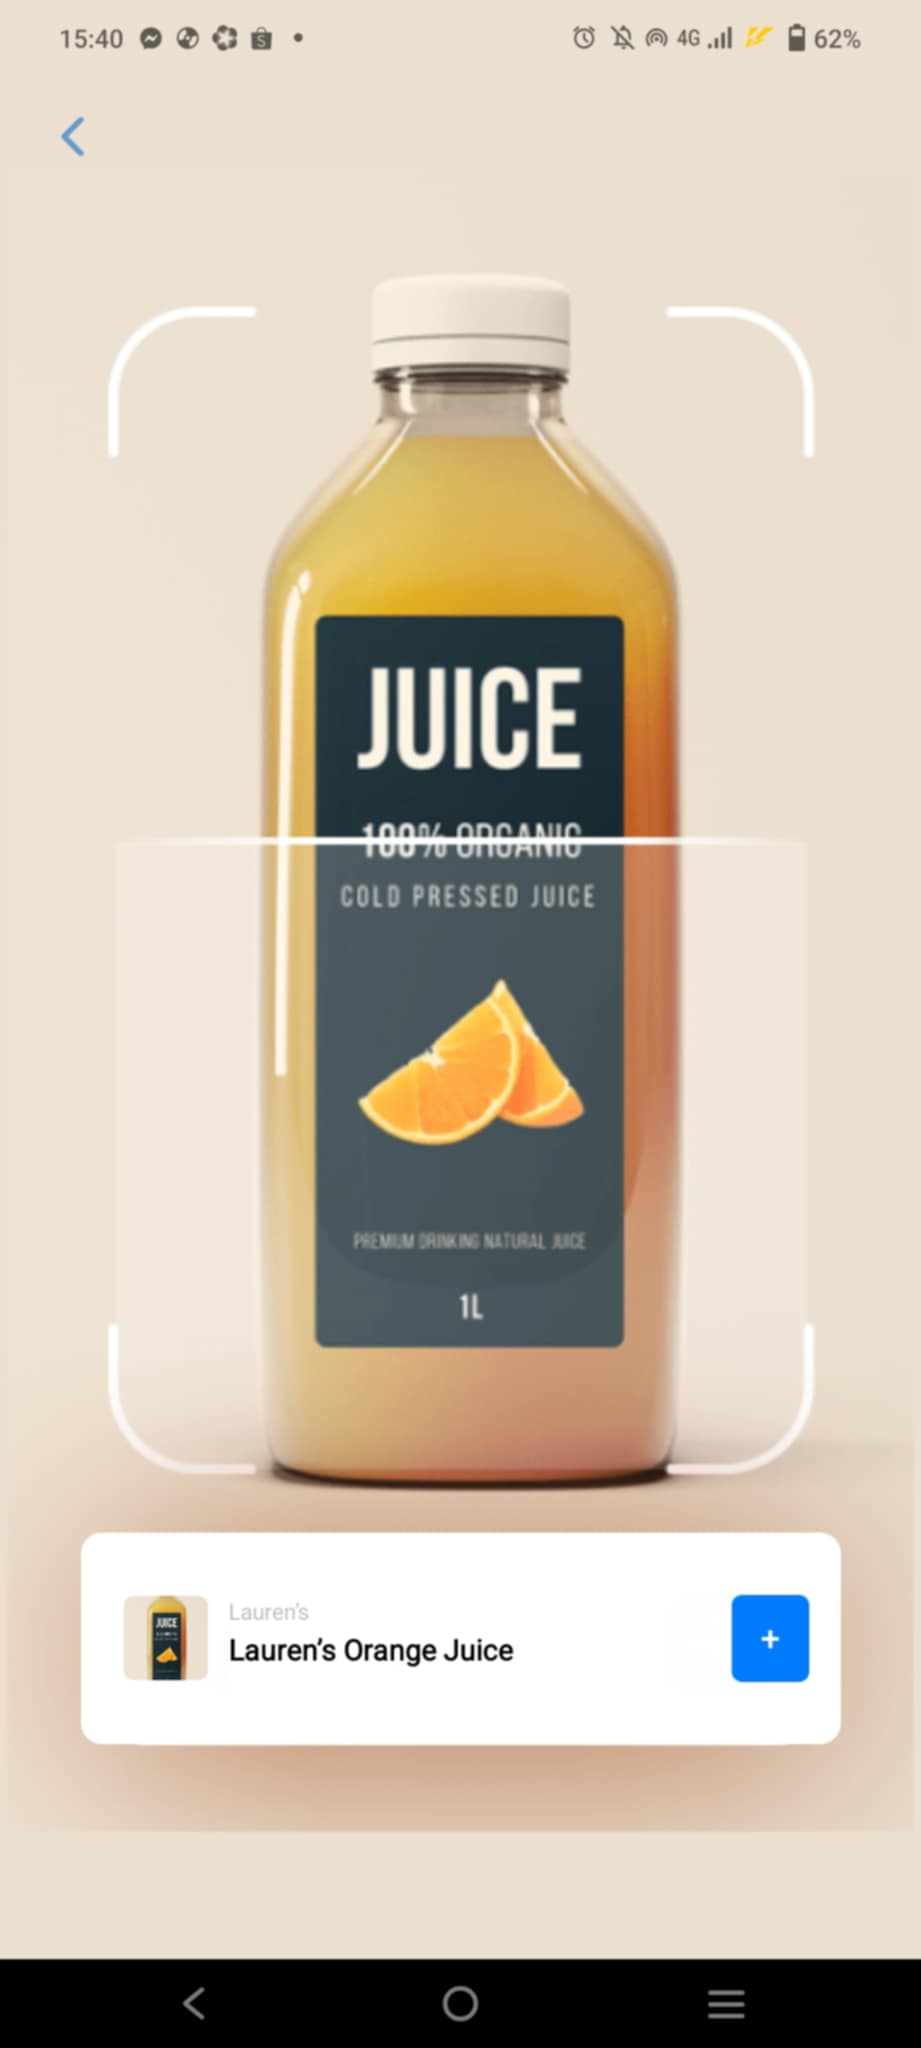 15:40
4G
62%
JUICE
100% ORGANIC
COLD PRESSED JUICE
PREMIUM DRINKING NATURAL JUICE
1L
JUICE
Lauren's
Lauren's Orange Juice
+